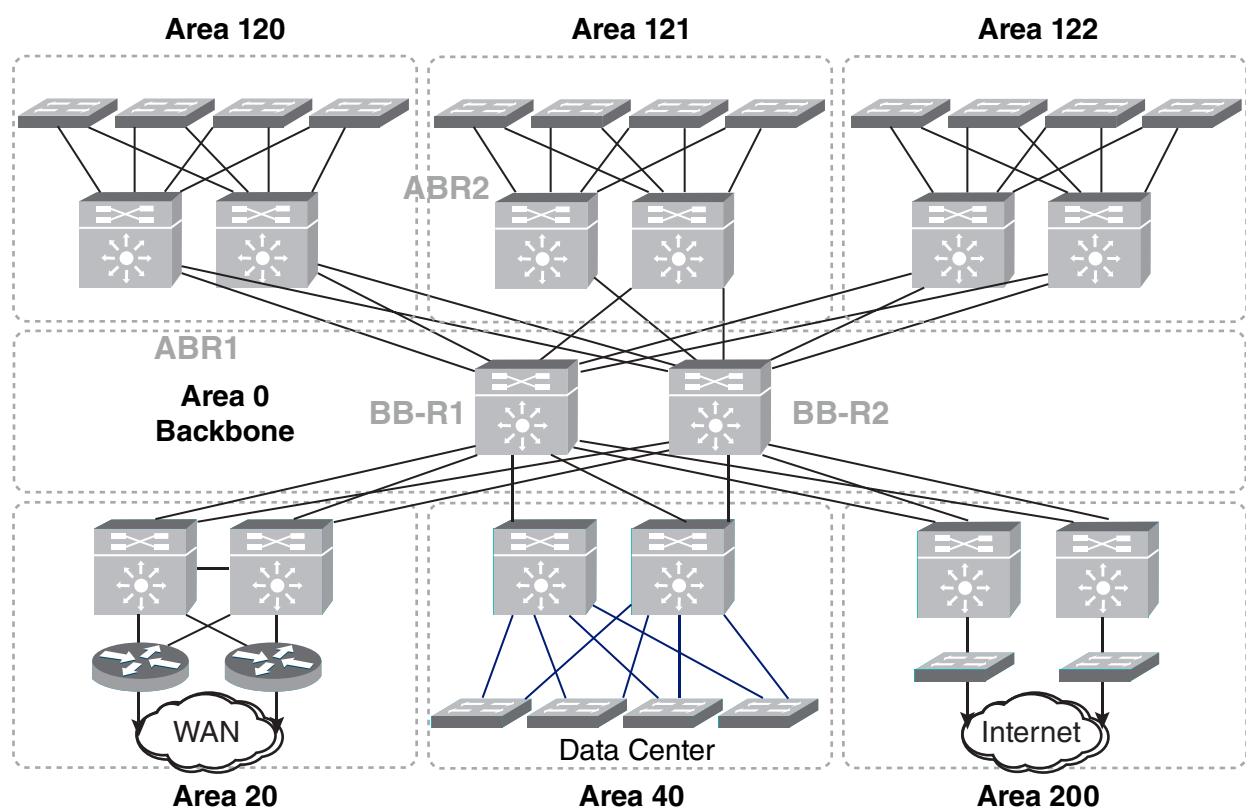 Area 120
Area 121
Area 122
ABR2
ABR1
Area 0
Backbone
BB-R1
BB-R2
WAN
Data Center
Internet
Area 20
Area 40
Area 200